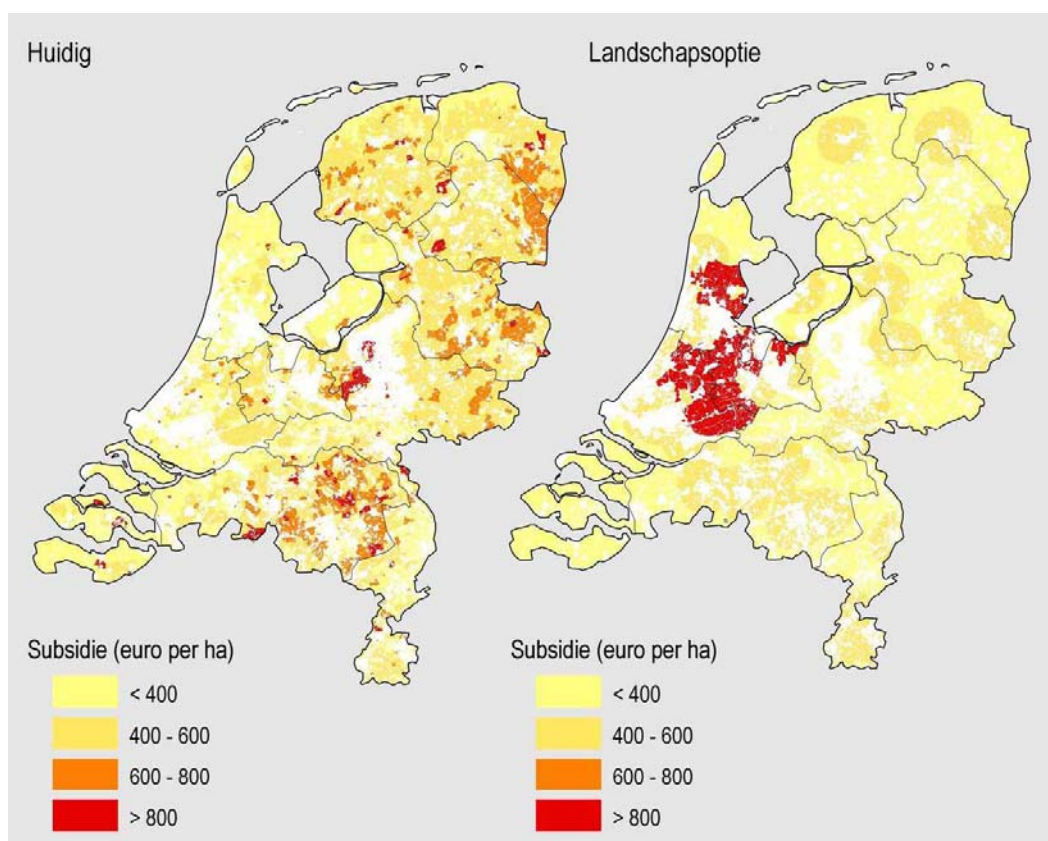 Huidig
Landschapsoptie
Subsidie (euro per ha)
< 400
400 - 600
600 - 800
> 800
Subsidie (euro per ha)
< 400
400 - 600
600 - 800
> 800